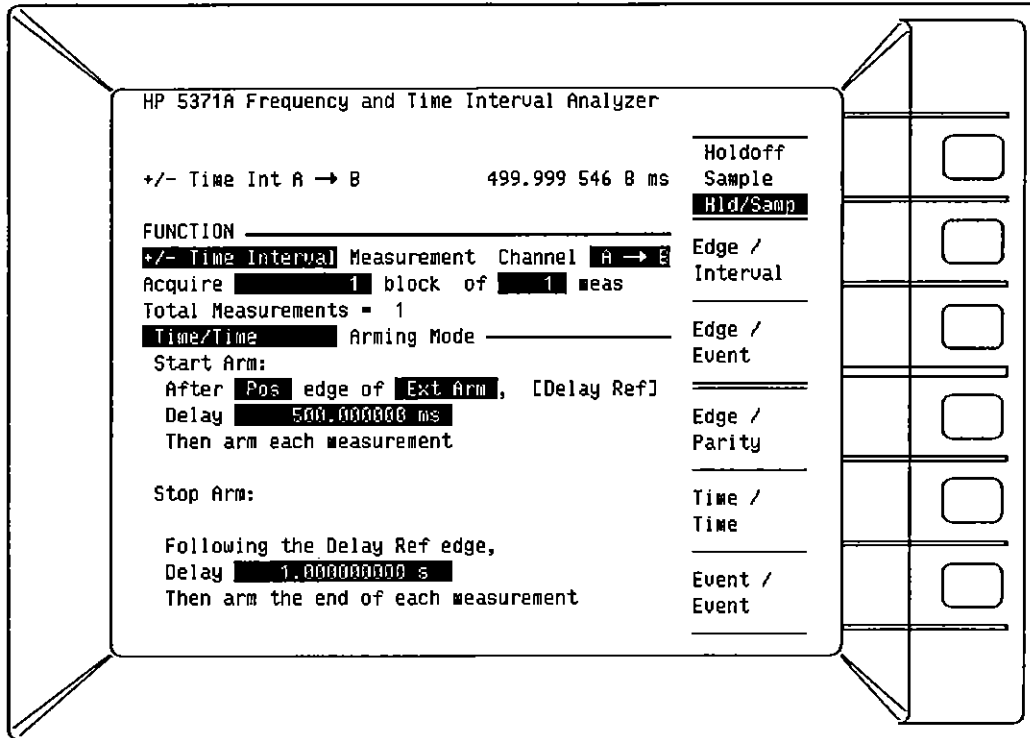 HP 5371A Frequency and Time Interval Analyzer
+/- Time Int A → B 499.999 546 8 ms
FUNCTION
+/- Time Interval Measurement Channel A → B
Acquire 1 block of 1 meas
Total Measurements = 1
Time/Time Arming Mode
Start Arm:
After Pos edge of Ext Arm, [Delay Ref]
Delay 500.000000 ms
Then arm each measurement
Stop Arm:
Following the Delay Ref edge,
Delay 1.000000000 s
Then arm the end of each measurement
Holdoff
Sample
Hld/Samp
Edge /
Interval
Edge /
Event
Edge /
Parity
Time /
Time
Event /
Event